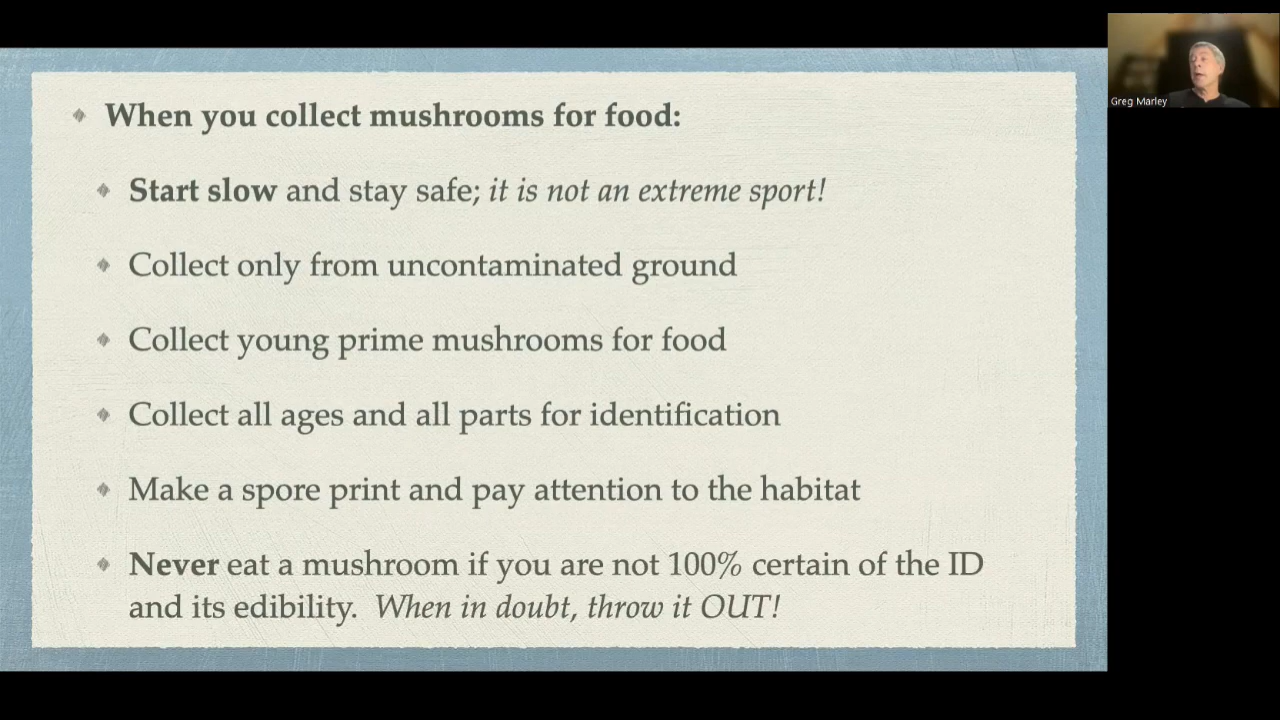 When you collect mushrooms for food:
Start slow and stay safe; it is not an extreme sport!
Collect only from uncontaminated ground
Collect young prime mushrooms for food
Collect all ages and all parts for identification
Make a spore print and pay attention to the habitat
Never eat a mushroom if you are not 100% certain of the ID
and its edibility. When in doubt, throw it OUT!
Greg Marley